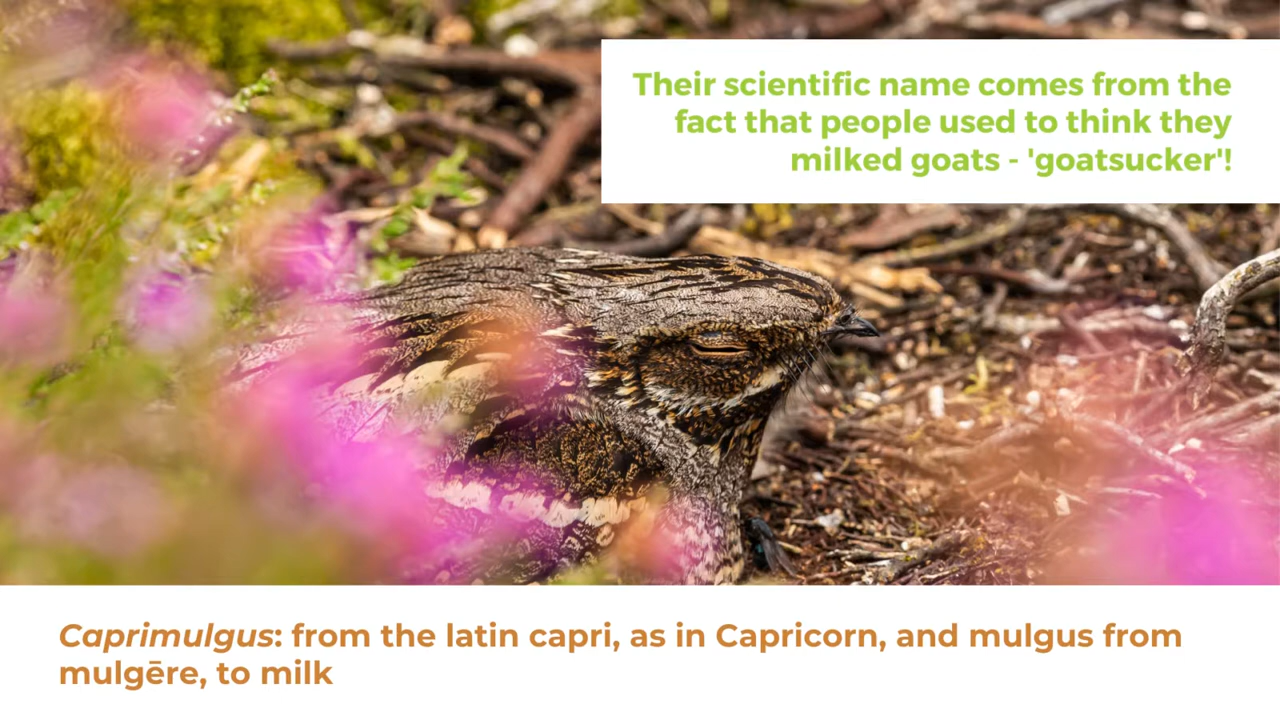 Their scientific name comes from the
fact that people used to think they
milked goats - 'goatsucker'!
Caprimulgus: from the latin capri, as in Capricorn, and mulgus from
mulgēre, to milk